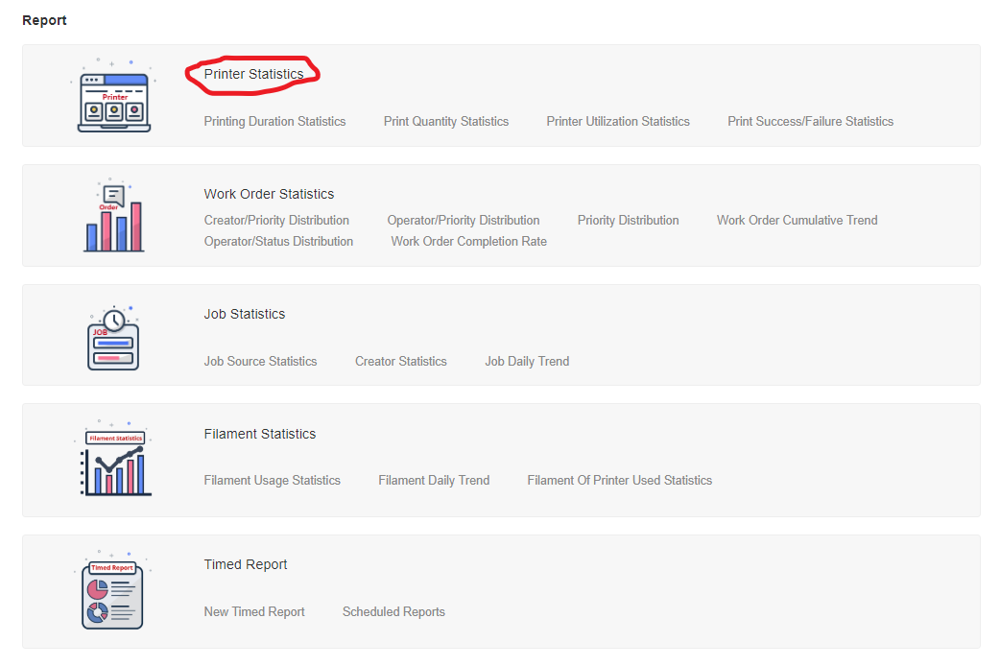 Report
Printer
Printer Statistics
Printing Duration Statistics Print Quantity Statistics Printer Utilization Statistics Print Success/Failure Statistics
Order
Work Order Statistics
Creator/Priority Distribution Operator/Priority Distribution Priority Distribution Work Order Cumulative Trend
Operator/Status Distribution Work Order Completion Rate
JOB
Job Statistics
Job Source Statistics Creator Statistics Job Daily Trend
Filament Statistics
Filament Statistics
Filament Usage Statistics Filament Daily Trend Filament Of Printer Used Statistics
Timed Report
Timed Report
New Timed Report Scheduled Reports